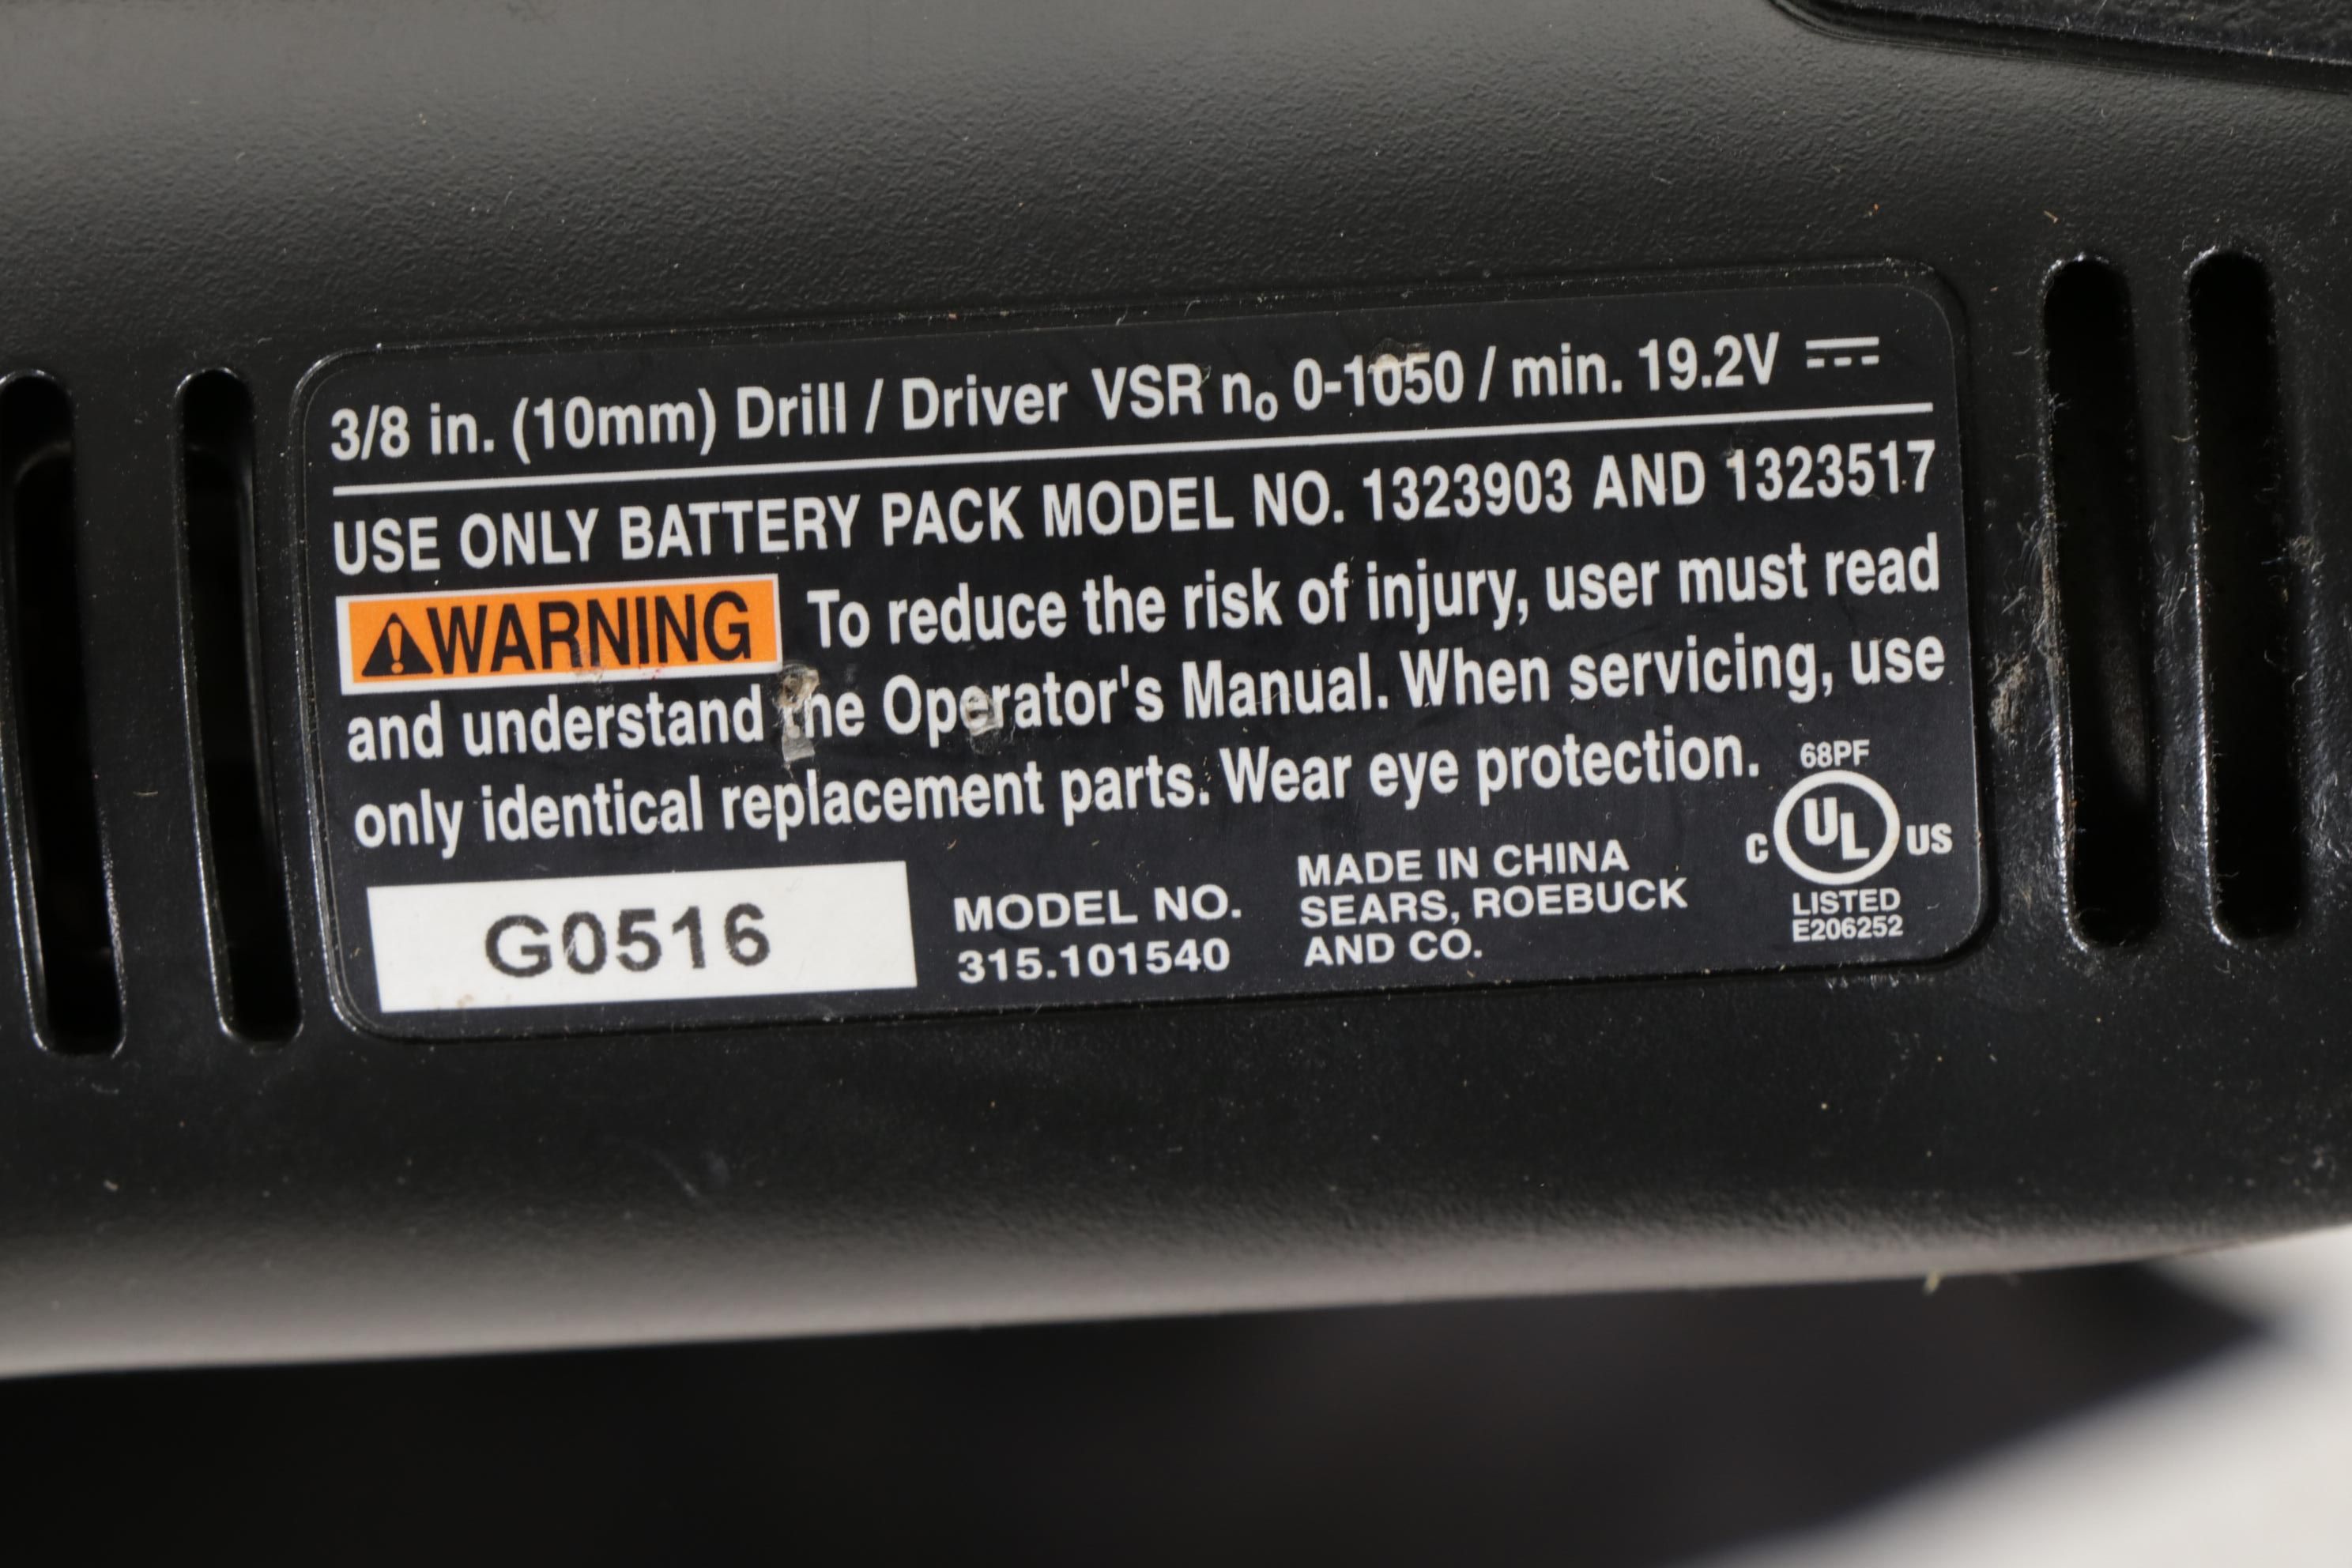 3/8 in. (10mm) Drill / Driver VSR no 0-1050 / min. 19.2V
USE ONLY BATTERY PACK MODEL NO. 1323903 AND 1323517
WARNING To reduce the risk of injury, user must read
and understand the Operator's Manual. When servicing, use
only identical replacement parts. Wear eye protection.
G0516
MODEL NO.
315.101540
MADE IN CHINA
SEARS, ROEBUCK
AND CO.
68PF
C UL US
LISTED
E206252